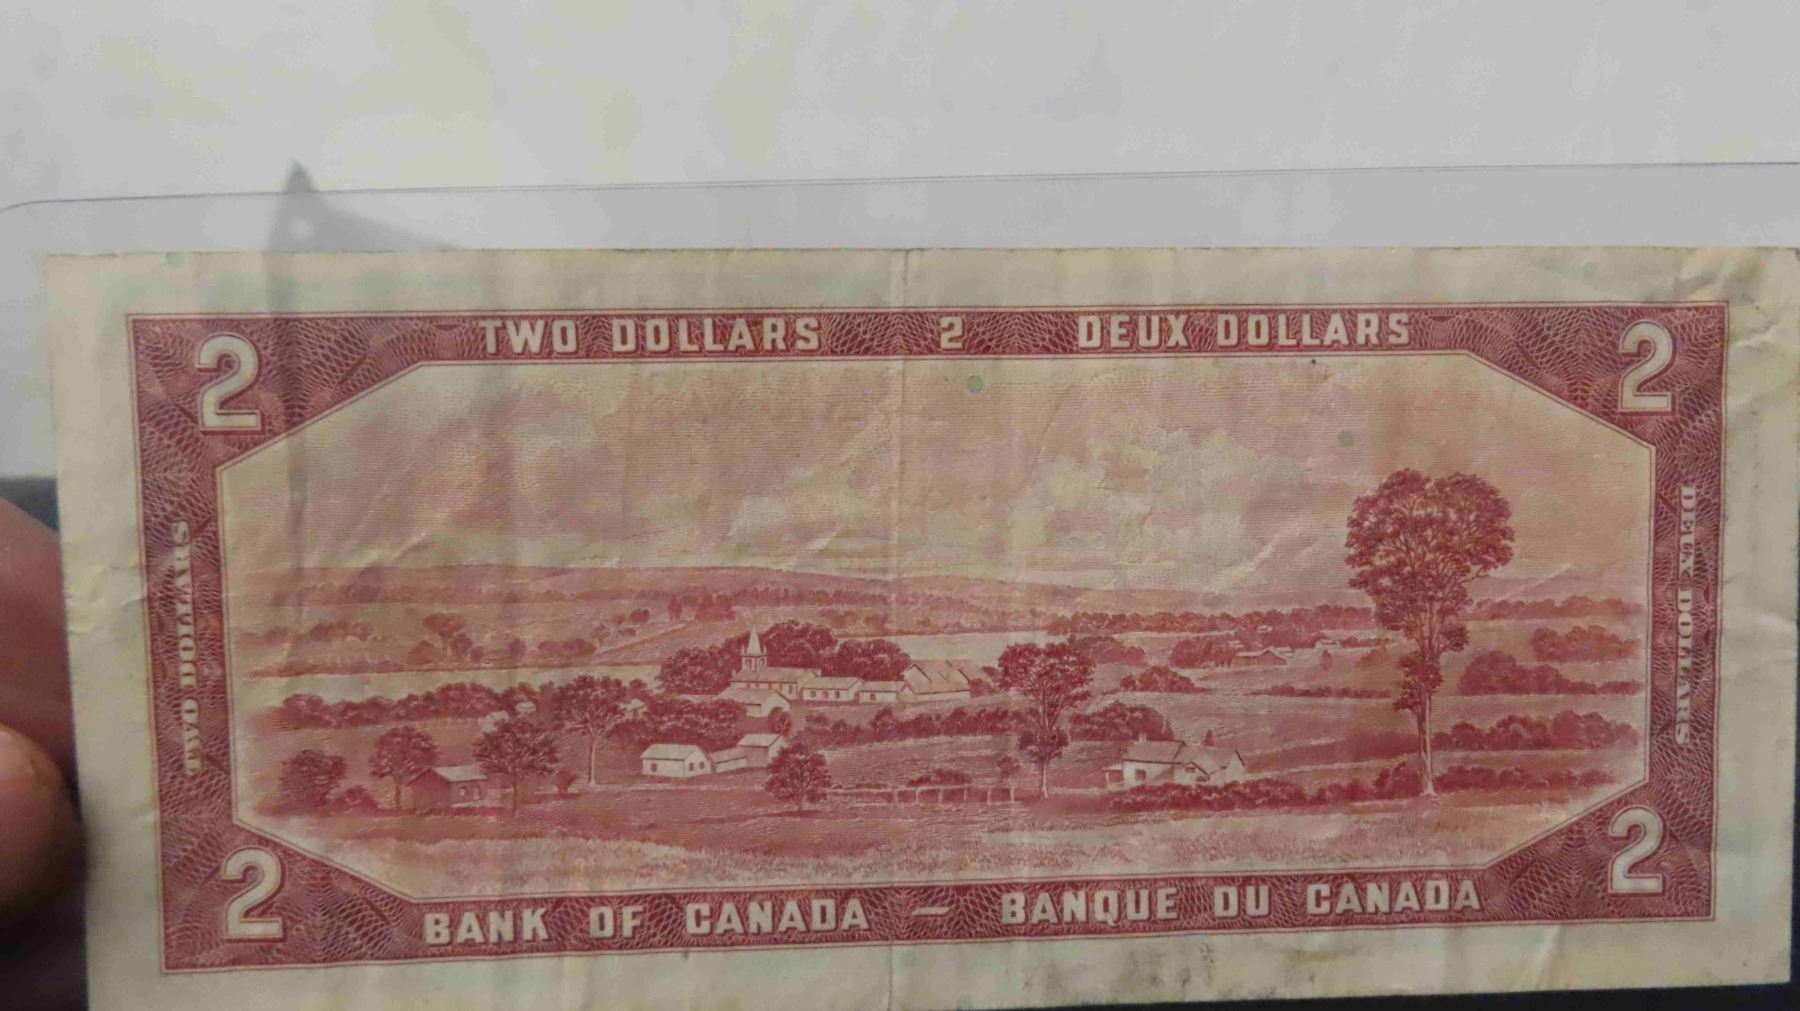 TWO DOLLARS 2 DEUX DOLLARS
2 2
TWO DOLLARS
DEUX DOLLARS
2 2
BANK OF CANADA — BANQUE DU CANADA